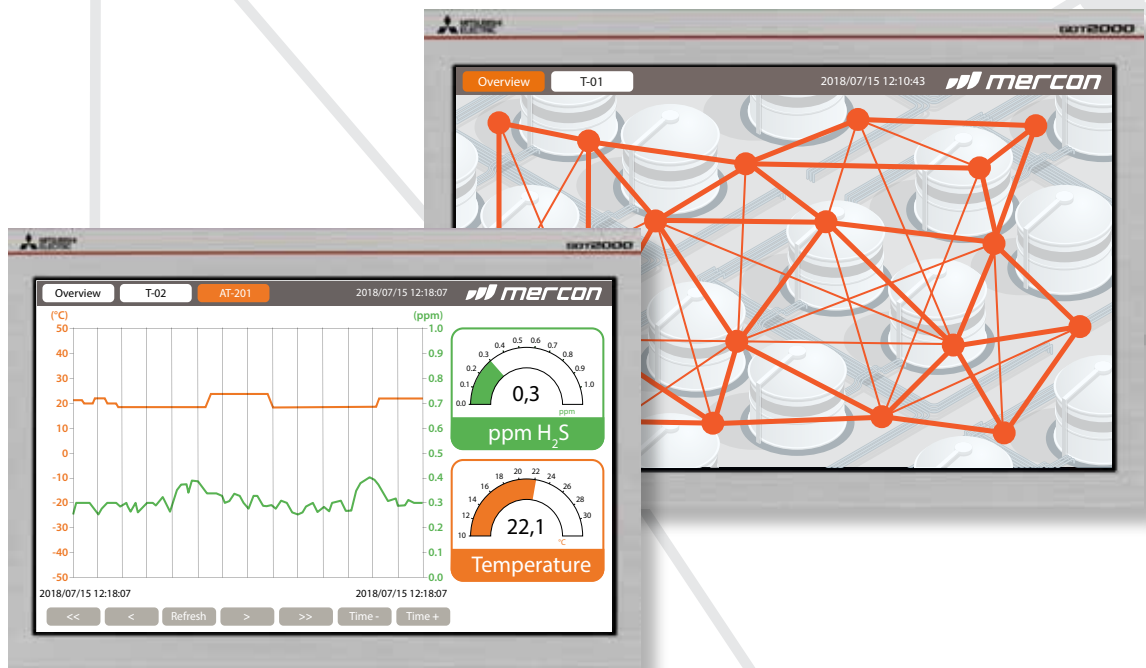 MITSUBISHI
ELECTRIC
GOT2000
Overview
T-01
2018/07/15 12:10:43
mercon
MITSUBISHI
ELECTRIC
GOT2000
Overview
T-02
AT-201
2018/07/15 12:18:07
mercon
(°C)
50
40
30
20
10
0
-10
-20
-30
-40
-50
(ppm)
1.0
0.9
0.8
0.7
0.6
0.5
0.4
0.3
0.2
0.1
0.0
2018/07/15 12:18:07
2018/07/15 12:18:07
<<
<
Refresh
>
>>
Time -
Time +
0.0
0.1
0.2
0.3
0.4
0.5
0.6
0.7
0.8
0.9
1.0
0,3
ppm
ppm H₂S
10
12
14
16
18
20
22
24
26
28
30
22,1
°C
Temperature